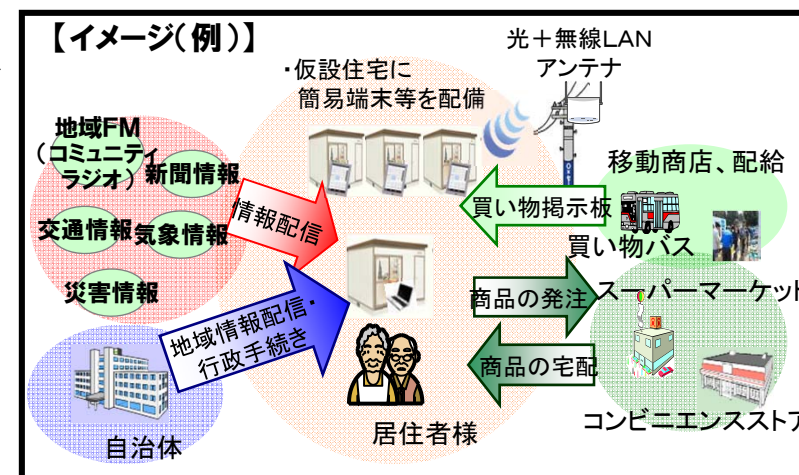 【イメージ(例)】
・仮設住宅に
簡易端末等を配備
光+無線LAN
アンテナ
地域FM
(コミュニティ
ラジオ)
新聞情報
交通情報
気象情報
災害情報
情報配信
移動商店、配給
買い物掲示板
買い物バス
商品の発注
スーパーマーケット
地域情報配信・
行政手続き
商品の宅配
コンビニエンスストア
居住者様
自治体